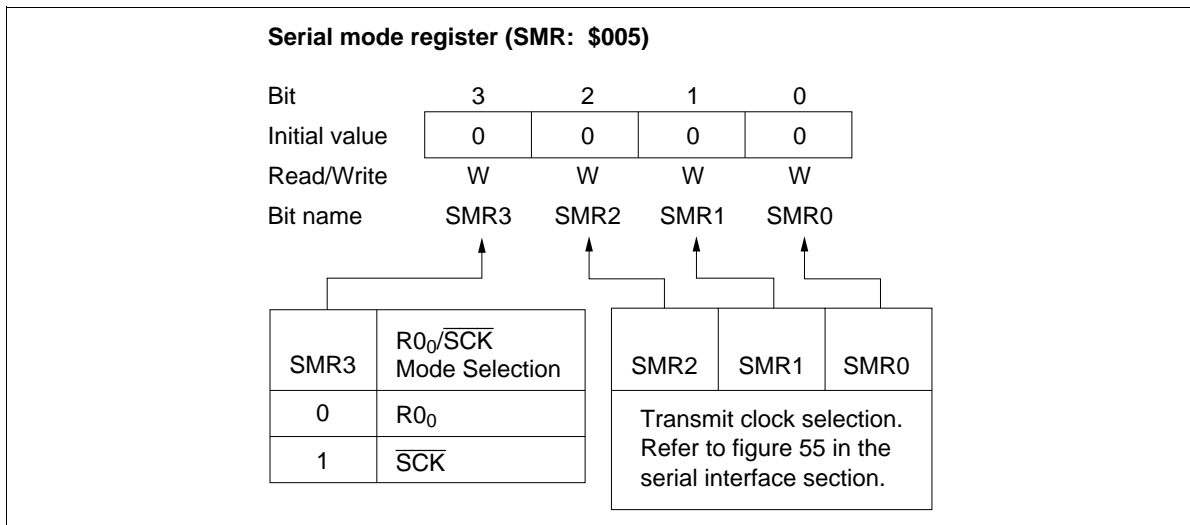 Serial mode register (SMR: $005)
Bit 3 2 1 0
Initial value 0 0 0 0
Read/Write W W W W
Bit name SMR3 SMR2 SMR1 SMR0
SMR3 R0₀/S̅C̅K̅
Mode Selection
0 R0₀
1 S̅C̅K̅
SMR2 SMR1 SMR0
Transmit clock selection.
Refer to figure 55 in the
serial interface section.